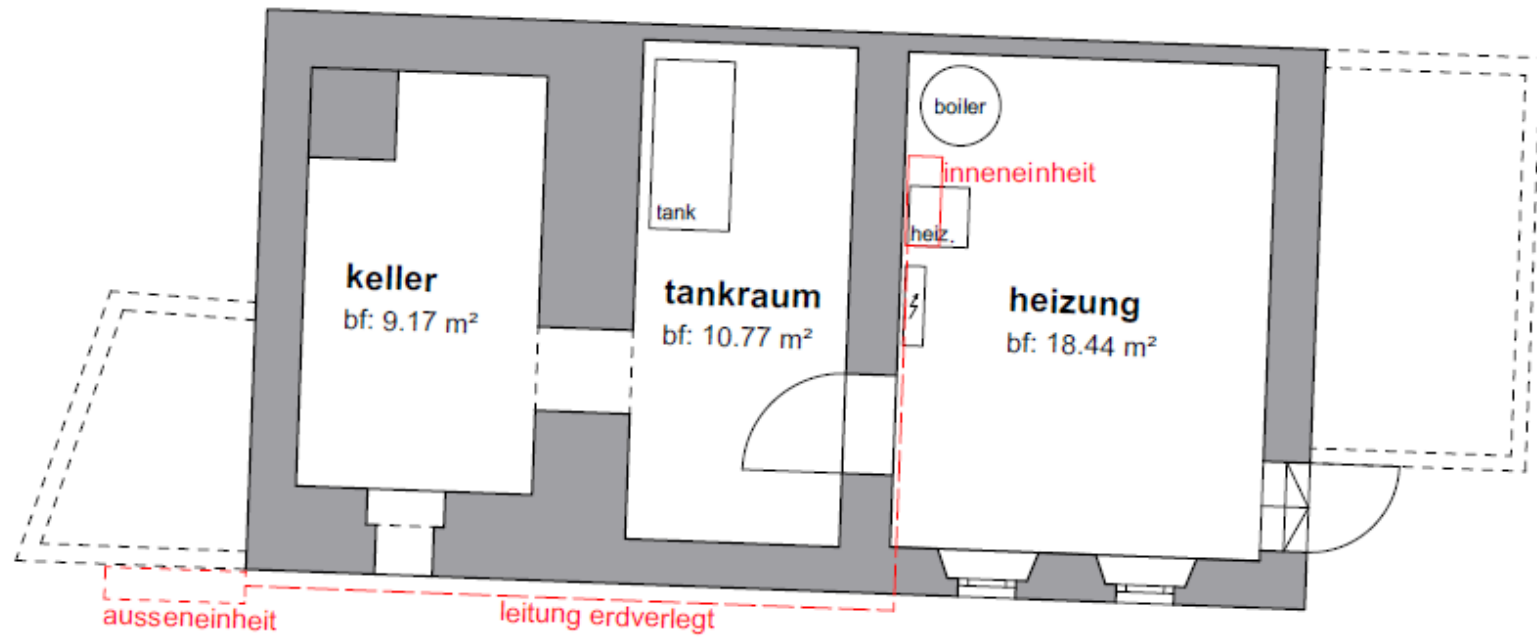 boiler
inneneinheit
tank
heiz.
keller
bf: 9.17 m²
tankraum
bf: 10.77 m²
heizung
bf: 18.44 m²
ausseneinheit
leitung erdverlegt